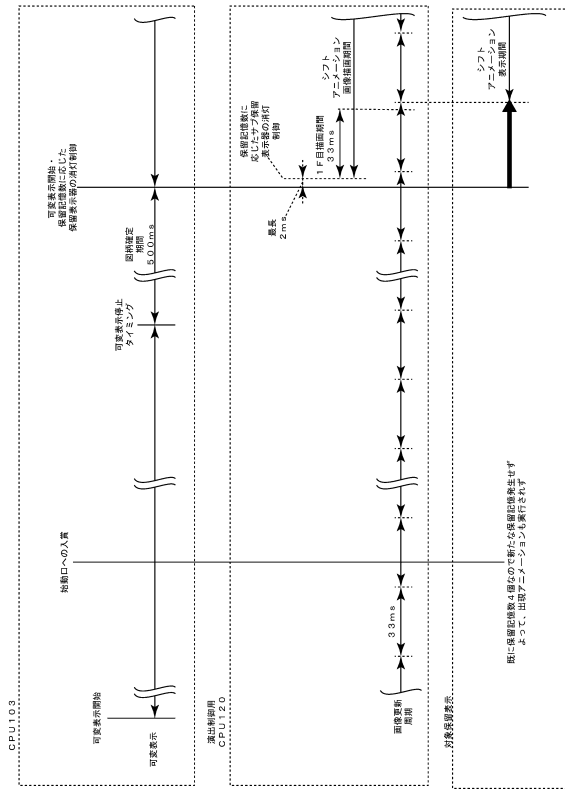 CPU103
可変表示開始
可変表示
始動口への入賞
可変表示停止
タイミング
図柄確定
期間
500ms
可変表示開始・
保留記憶数に応じた
保留表示器の消灯制御
演出制御用
CPU120
画像更新
周期
33ms
最長
2ms
保留記憶数に
応じたサブ保留
表示器の消灯
制御
1F目描画期間
33ms
シフト
アニメーション
画像描画期間
対象保留表示
既に保留記憶数4個なので新たな保留記憶発生せず
よって、出現アニメーションも実行されず
シフト
アニメーション
表示期間